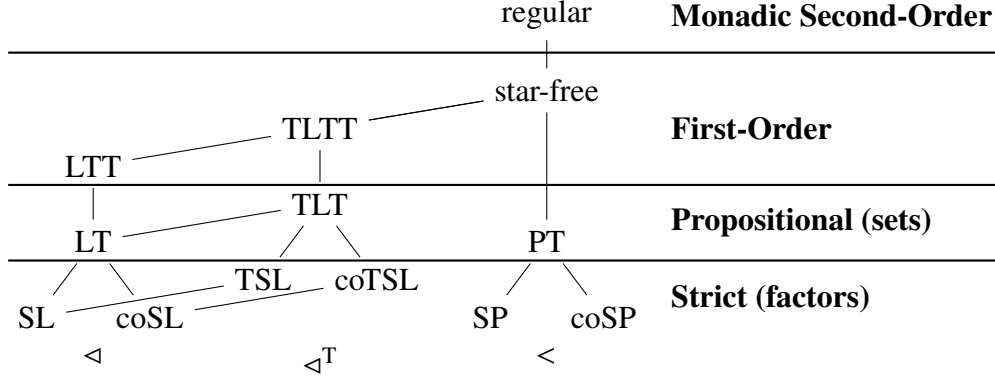 regular Monadic Second-Order
star-free
TLTT First-Order
LTT
TLT Propositional (sets)
LT PT
TSL coTSL Strict (factors)
SL coSL SP coSP
⊲ ⊲T <